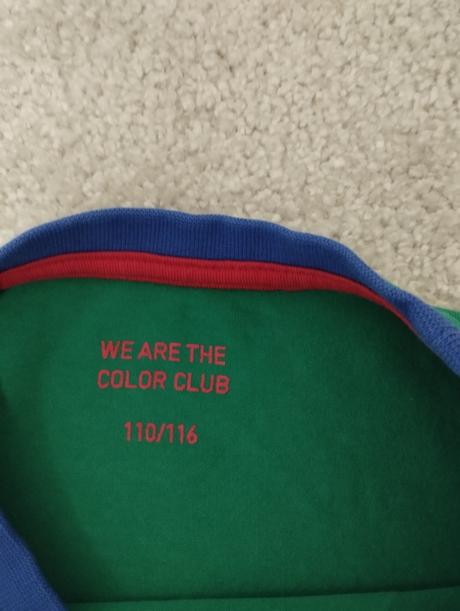 WE ARE THE
COLOR CLUB
110/116